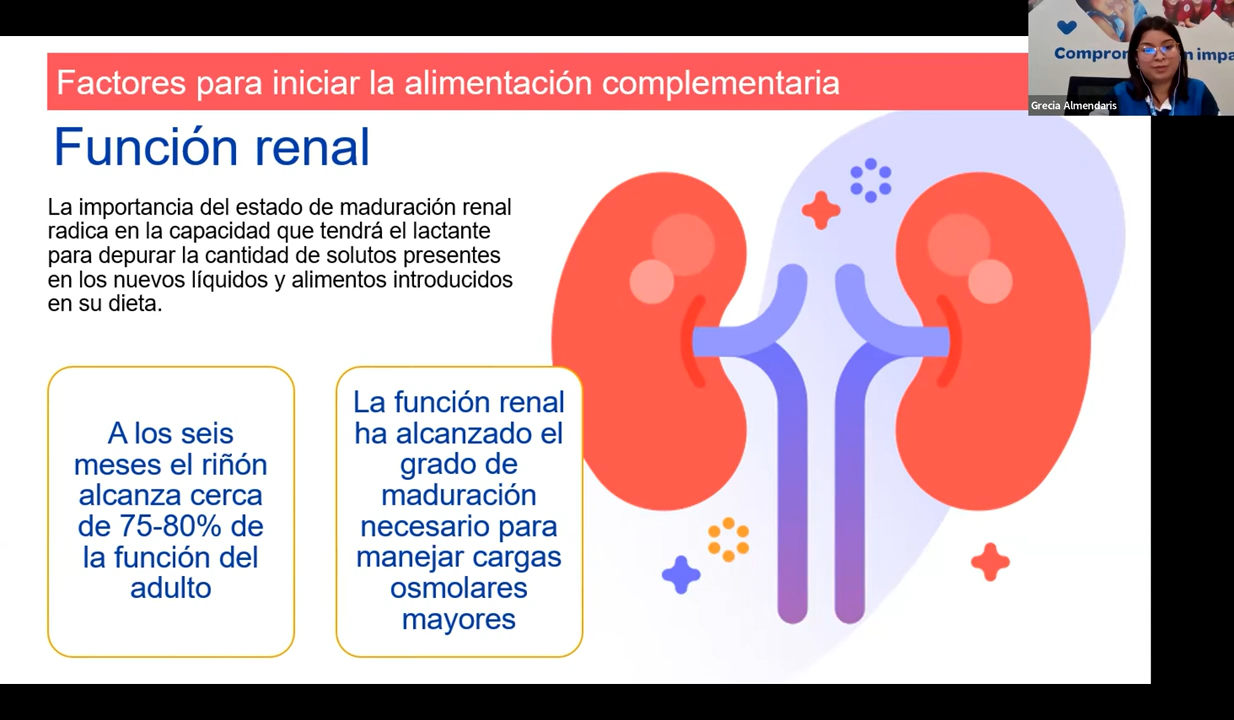 Factores para iniciar la alimentación complementaria
Función renal
La importancia del estado de maduración renal
radica en la capacidad que tendrá el lactante
para depurar la cantidad de solutos presentes
en los nuevos líquidos y alimentos introducidos
en su dieta.
A los seis
meses el riñón
alcanza cerca
de 75-80% de
la función del
adulto
La función renal
ha alcanzado el
grado de
maduración
necesario para
manejar cargas
osmolares
mayores
Grecia Almendaris